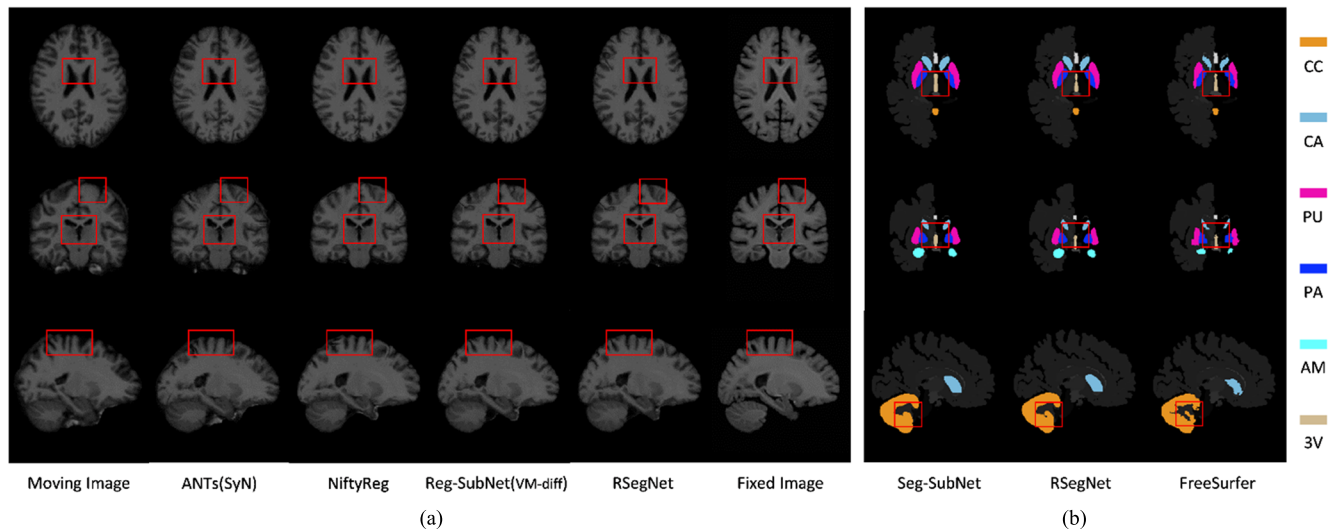 CC
CA
PU
PA
AM
3V
Moving Image ANTs(SyN) NiftyReg Reg-SubNet(VM-diff) RSegNet Fixed Image Seg-SubNet RSegNet FreeSurfer
(a) (b)